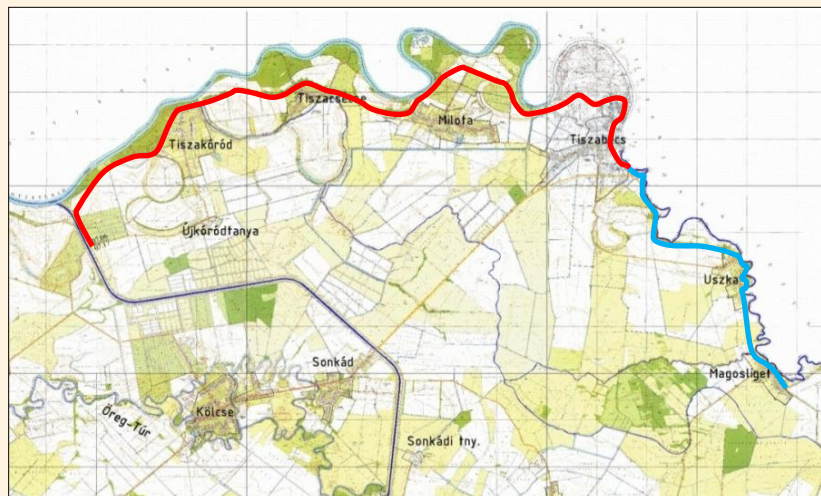 Tiszacsécse
Milota
Tiszakóród
Tiszabecs
Újkóródtanya
Uszka
Sonkád
Magosliget
Kölcse
Öreg-Túr
Sonkádi tny.